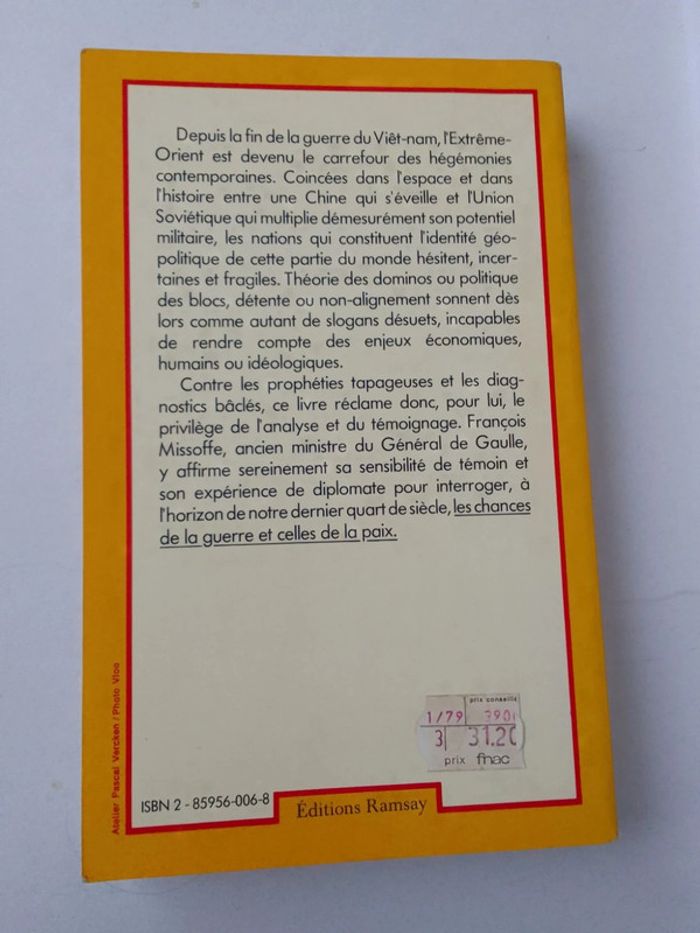 Depuis la fin de la guerre du Viêt-nam, l'Extrême-
Orient est devenu le carrefour des hégémonies
contemporaines. Coincées dans l'espace et dans
l'histoire entre une Chine qui s'éveille et l'Union
Soviétique qui multiplie démesurément son potentiel
militaire, les nations qui constituent l'identité géo-
politique de cette partie du monde hésitent, incer-
taines et fragiles. Théorie des dominos ou politique
des blocs, détente ou non-alignement sonnent dès
lors comme autant de slogans désuets, incapables
de rendre compte des enjeux économiques,
humains ou idéologiques.
Contre les prophéties tapageuses et les diag-
nostics bâclés, ce livre réclame donc, pour lui, le
privilège de l'analyse et du témoignage. François
Missoffe, ancien ministre du Général de Gaulle,
y affirme sereinement sa sensibilité de témoin et
son expérience de diplomate pour interroger, à
l'horizon de notre dernier quart de siècle, les chances
de la guerre et celles de la paix.
prix conseillé
1/79
3 31.20
prix fnac
ISBN 2 - 85956-006-8
Éditions Ramsay
Atelier Pascal Vercken / Photo Vloo